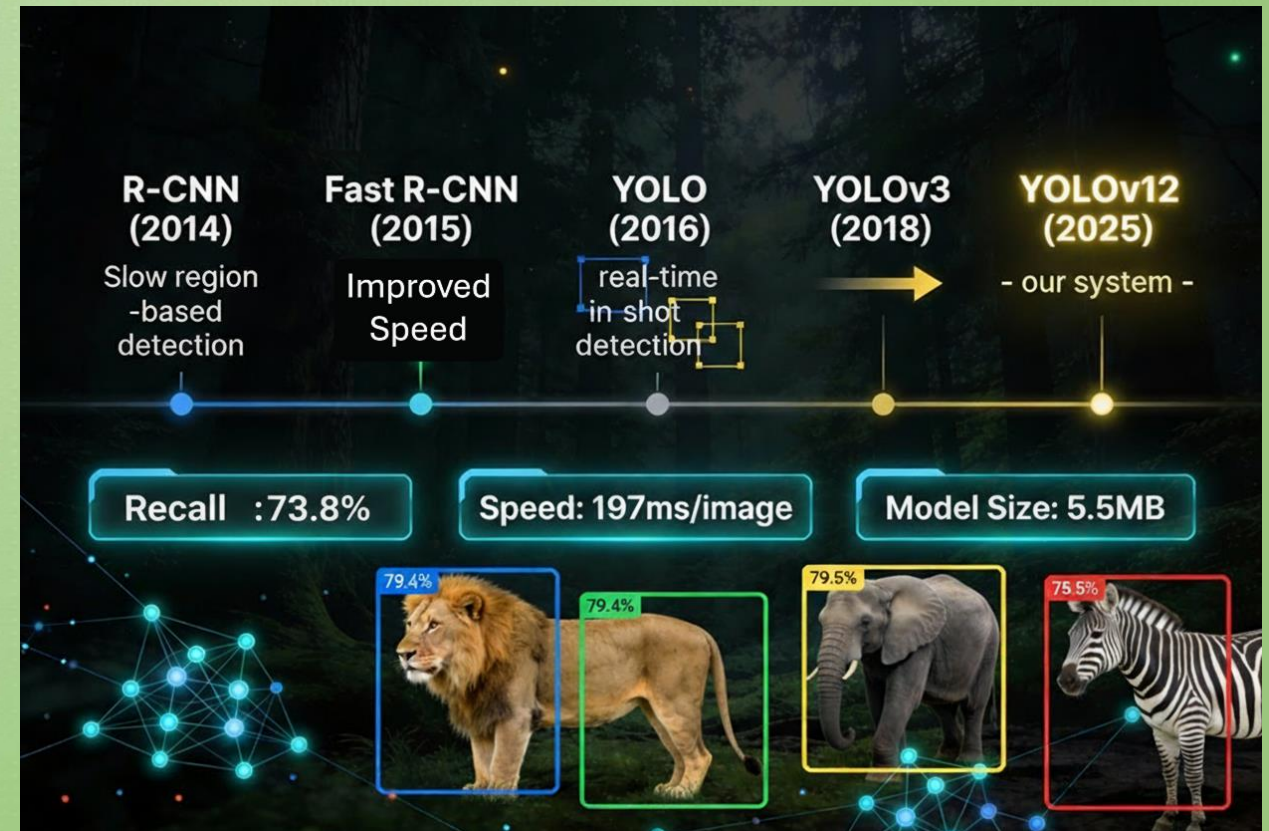 R-CNN
(2014)
Slow region
-based
detection
Fast R-CNN
(2015)
Improved
Speed
YOLO
(2016)
real-time
in shot
detection
YOLOv3
(2018)
YOLOv12
(2025)
- our system -
Recall :73.8%
Speed: 197ms/image
Model Size: 5.5MB
79.4%
79.4%
79.5%
75.5%